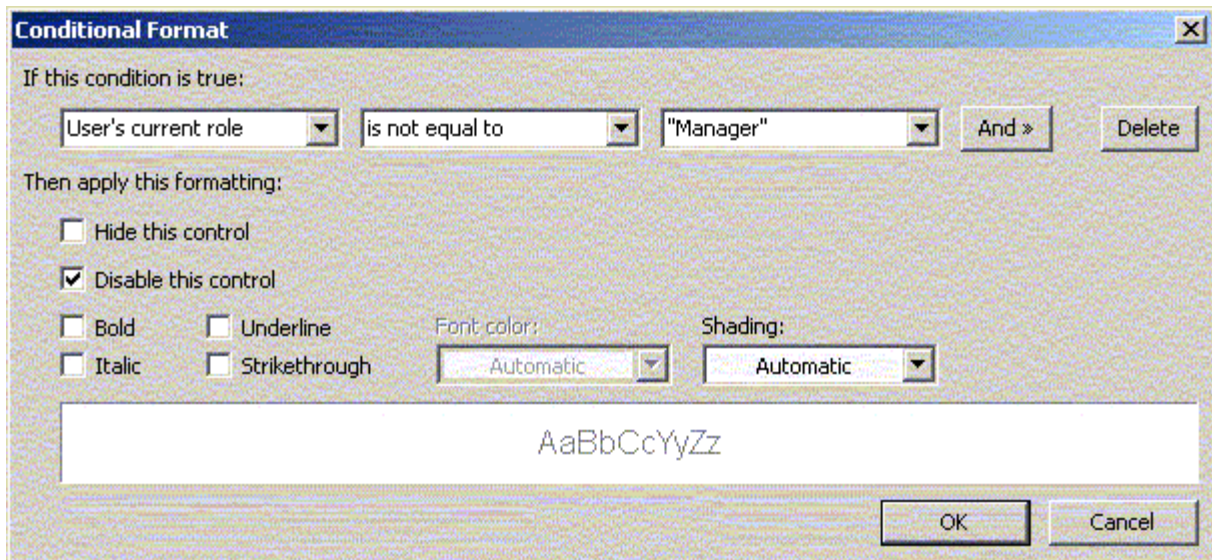 Conditional Format
If this condition is true:
User's current role is not equal to "Manager" And » Delete
Then apply this formatting:
Hide this control
Disable this control
Bold Underline Font color: Shading:
Italic Strikethrough Automatic Automatic
AaBbCcYyZz
OK Cancel